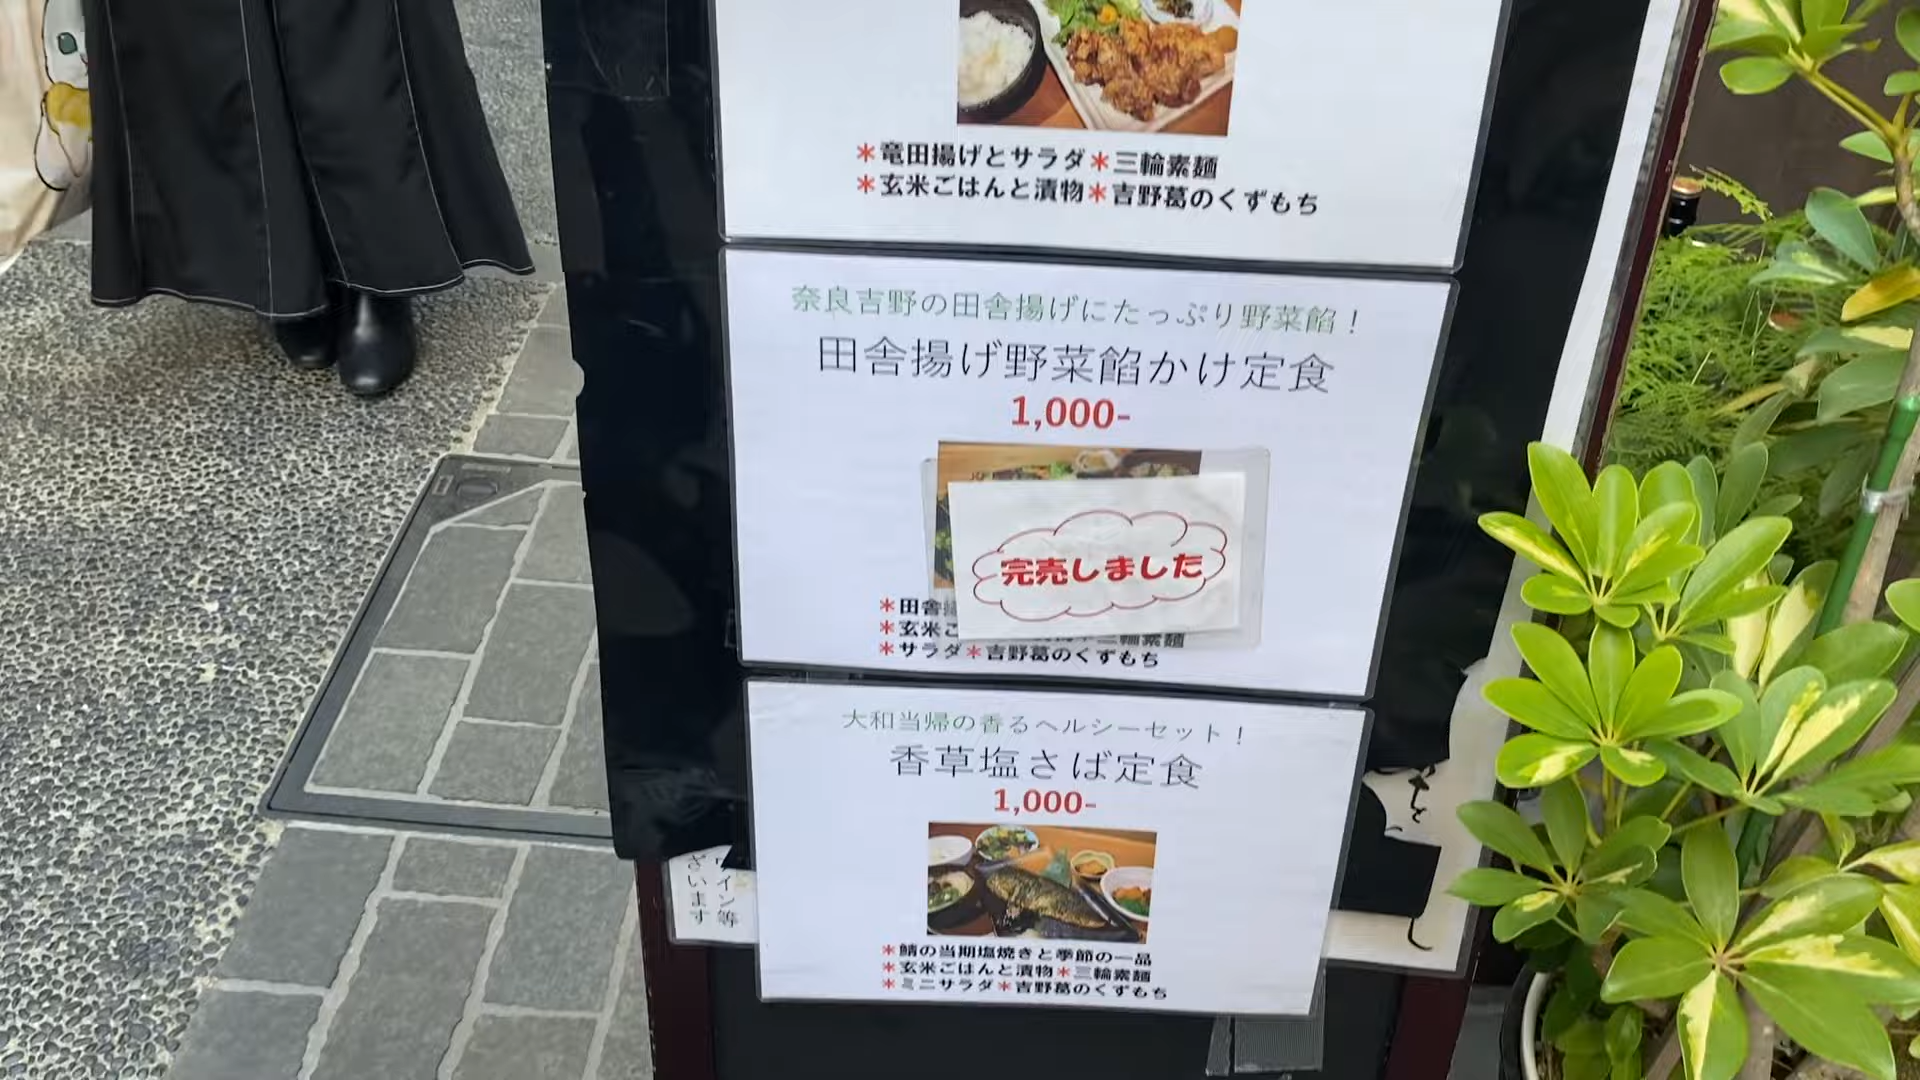 *竜田揚げとサラダ*三輪素麺
*玄米ごはんと漬物*吉野葛のくずもち
奈良吉野の田舎揚げにたっぷり野菜餡！
田舎揚げ野菜餡かけ定食
1,000-
完売しました
*田舎
*玄米ご 三輪素麺
*サラダ*吉野葛のくずもち
大和当帰の香るヘルシーセット！
香草塩さば定食
1,000-
*鯖の当期塩焼きと季節の一品
*玄米ごはんと漬物*三輪素麺
*ミニサラダ*吉野葛のくずもち
イン等
ざいます